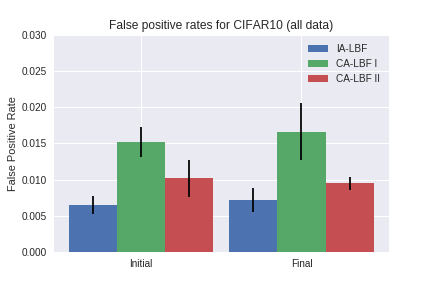 False positive rates for CIFAR10 (all data)
0.030
0.025
0.020
0.015
0.010
0.005
0.000
False Positive Rate
IA-LBF
CA-LBF I
CA-LBF II
Initial
Final